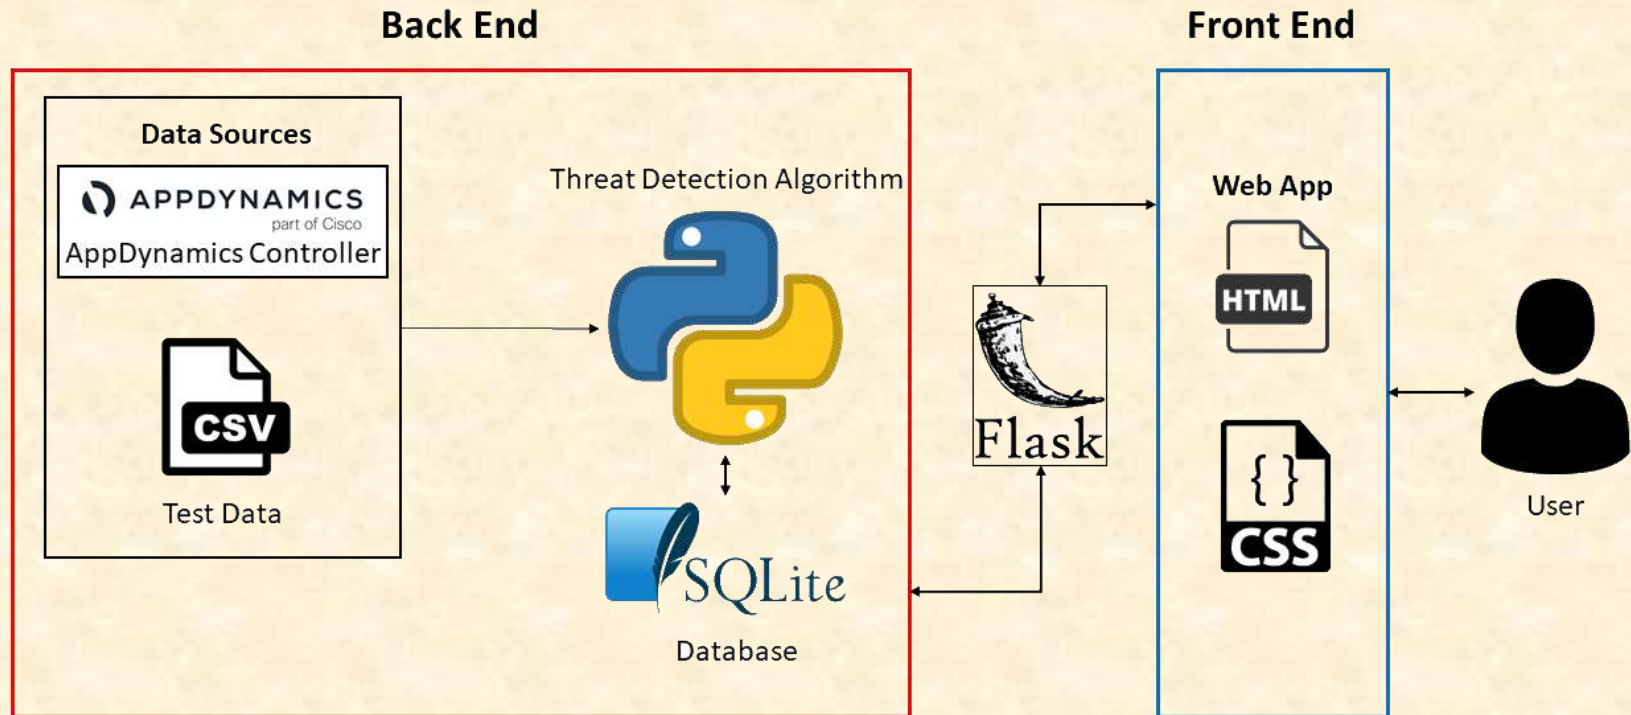 Back End
Front End
Data Sources
APPDYNAMICS
part of Cisco
AppDynamics Controller
CSV
Test Data
Threat Detection Algorithm
SQLite
Database
Flask
Web App
HTML
{ }
CSS
User